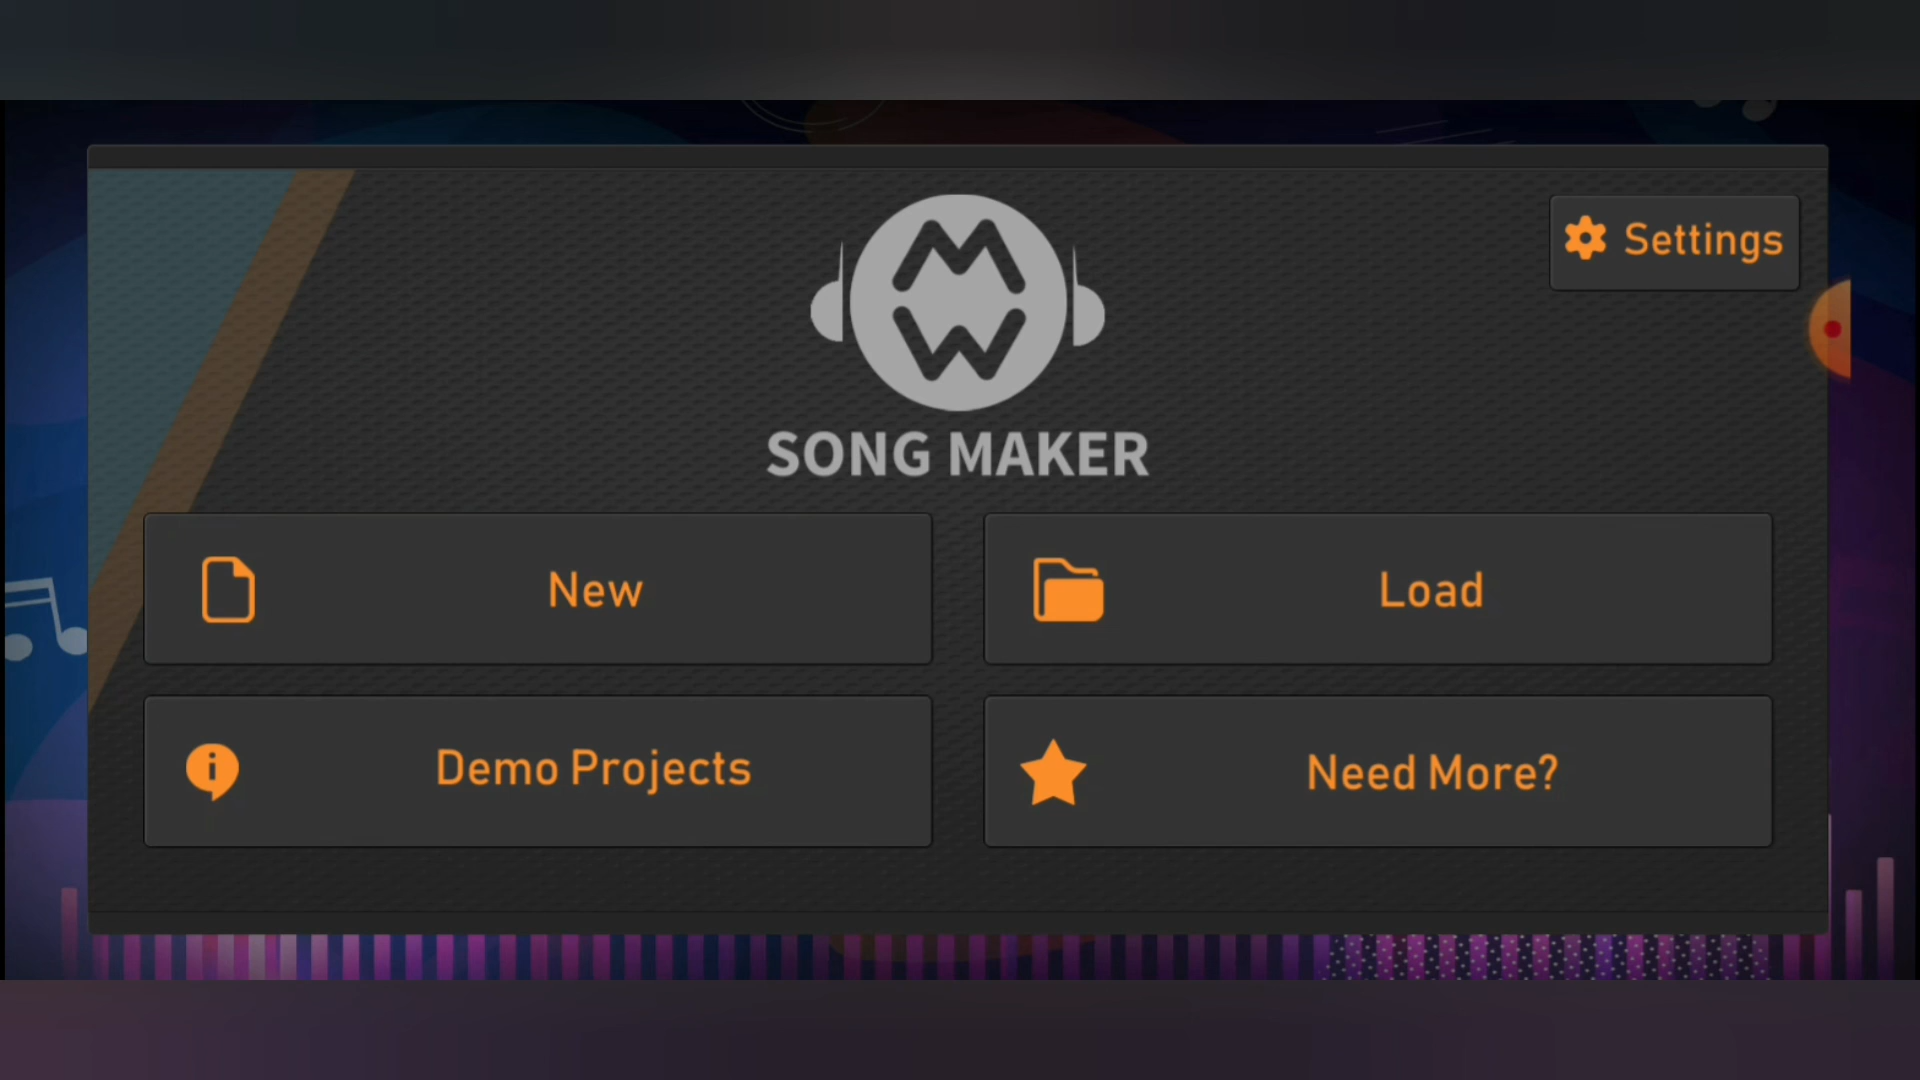 M
W
SONG MAKER
Settings
New
Load
Demo Projects
Need More?